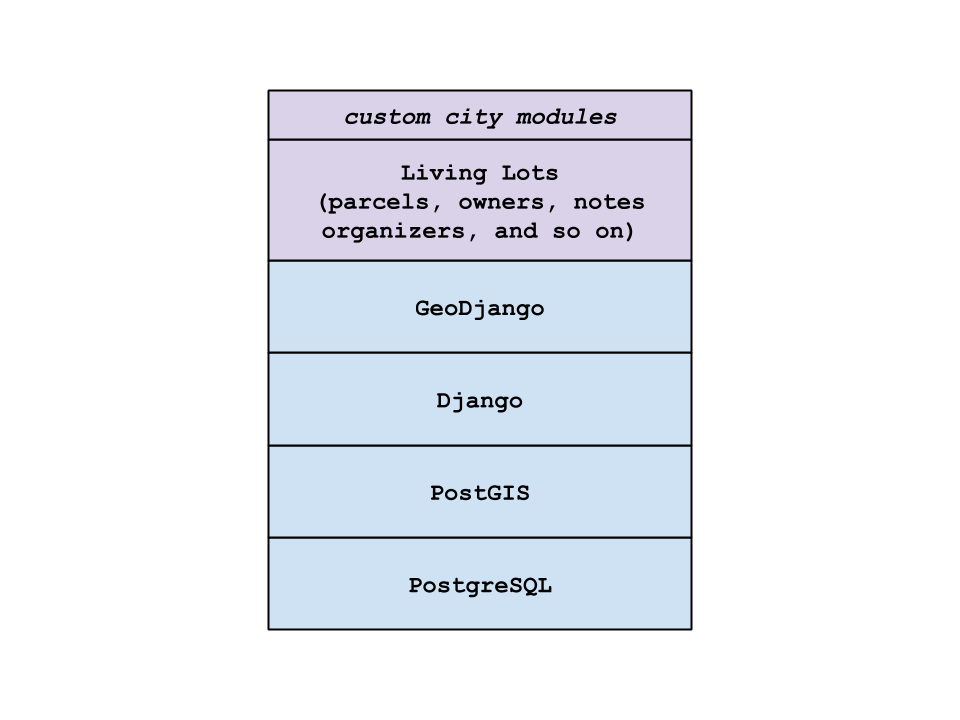 custom city modules
Living Lots
(parcels, owners, notes
organizers, and so on)
GeoDjango
Django
PostGIS
PostgreSQL